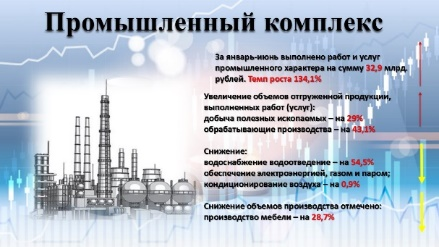 Промышленный комплекс
За январь-июнь выполнено работ и услуг
промышленного характера на сумму 32,9 млрд.
рублей. Темп роста 134,1%
Увеличение объемов отгруженной продукции,
выполненных работ (услуг):
добыча полезных ископаемых – на 29%
обрабатывающие производства – на 43,1%
Снижение:
водоснабжение водоотведение – на 54,5%
обеспечение электроэнергией, газом и паром;
кондиционирование воздуха – на 0,9%
Снижение объемов производства отмечено:
производство мебели – на 28,7%